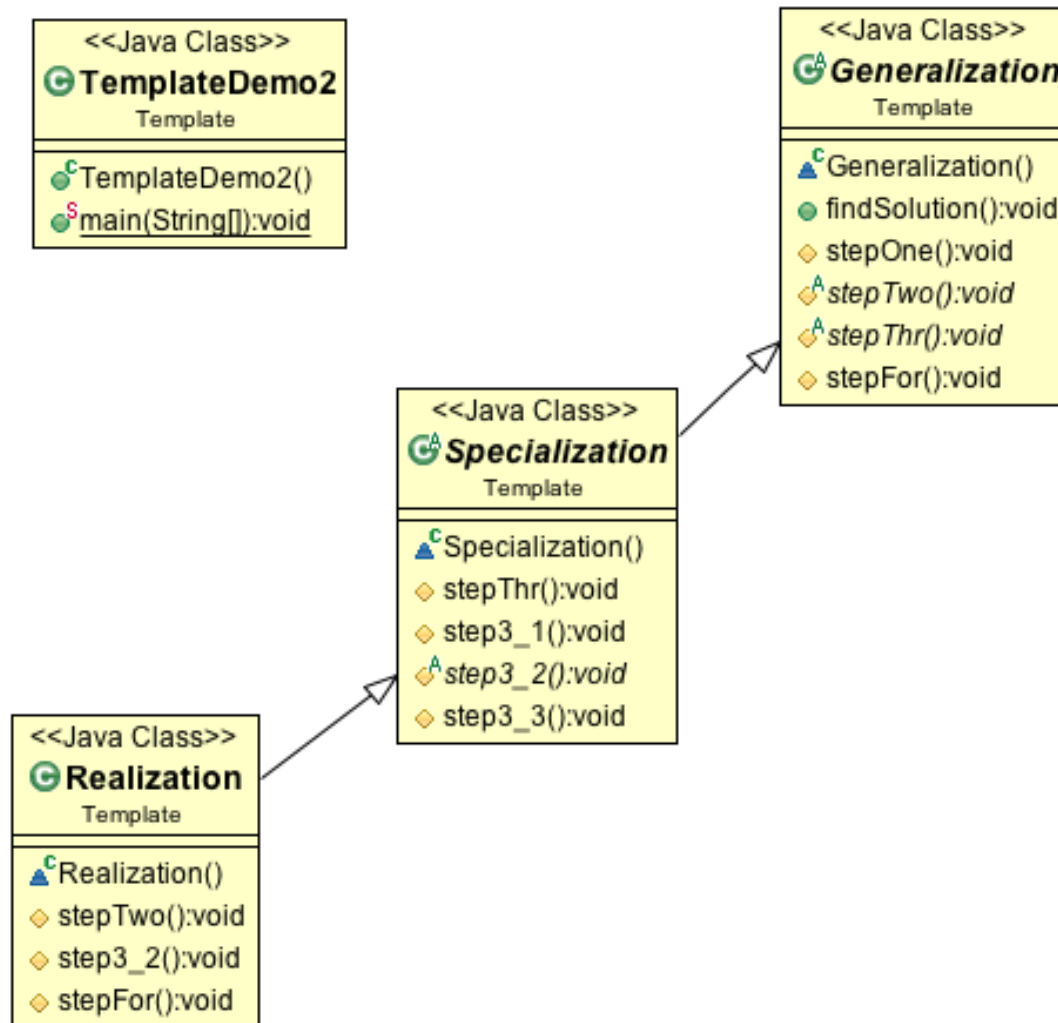 <<Java Class>>
TemplateDemo2
Template
TemplateDemo2()
main(String[]):void
<<Java Class>>
Generalization
Template
Generalization()
findSolution():void
stepOne():void
stepTwo():void
stepThr():void
stepFor():void
<<Java Class>>
Specialization
Template
Specialization()
stepThr():void
step3_1():void
step3_2():void
step3_3():void
<<Java Class>>
Realization
Template
Realization()
stepTwo():void
step3_2():void
stepFor():void